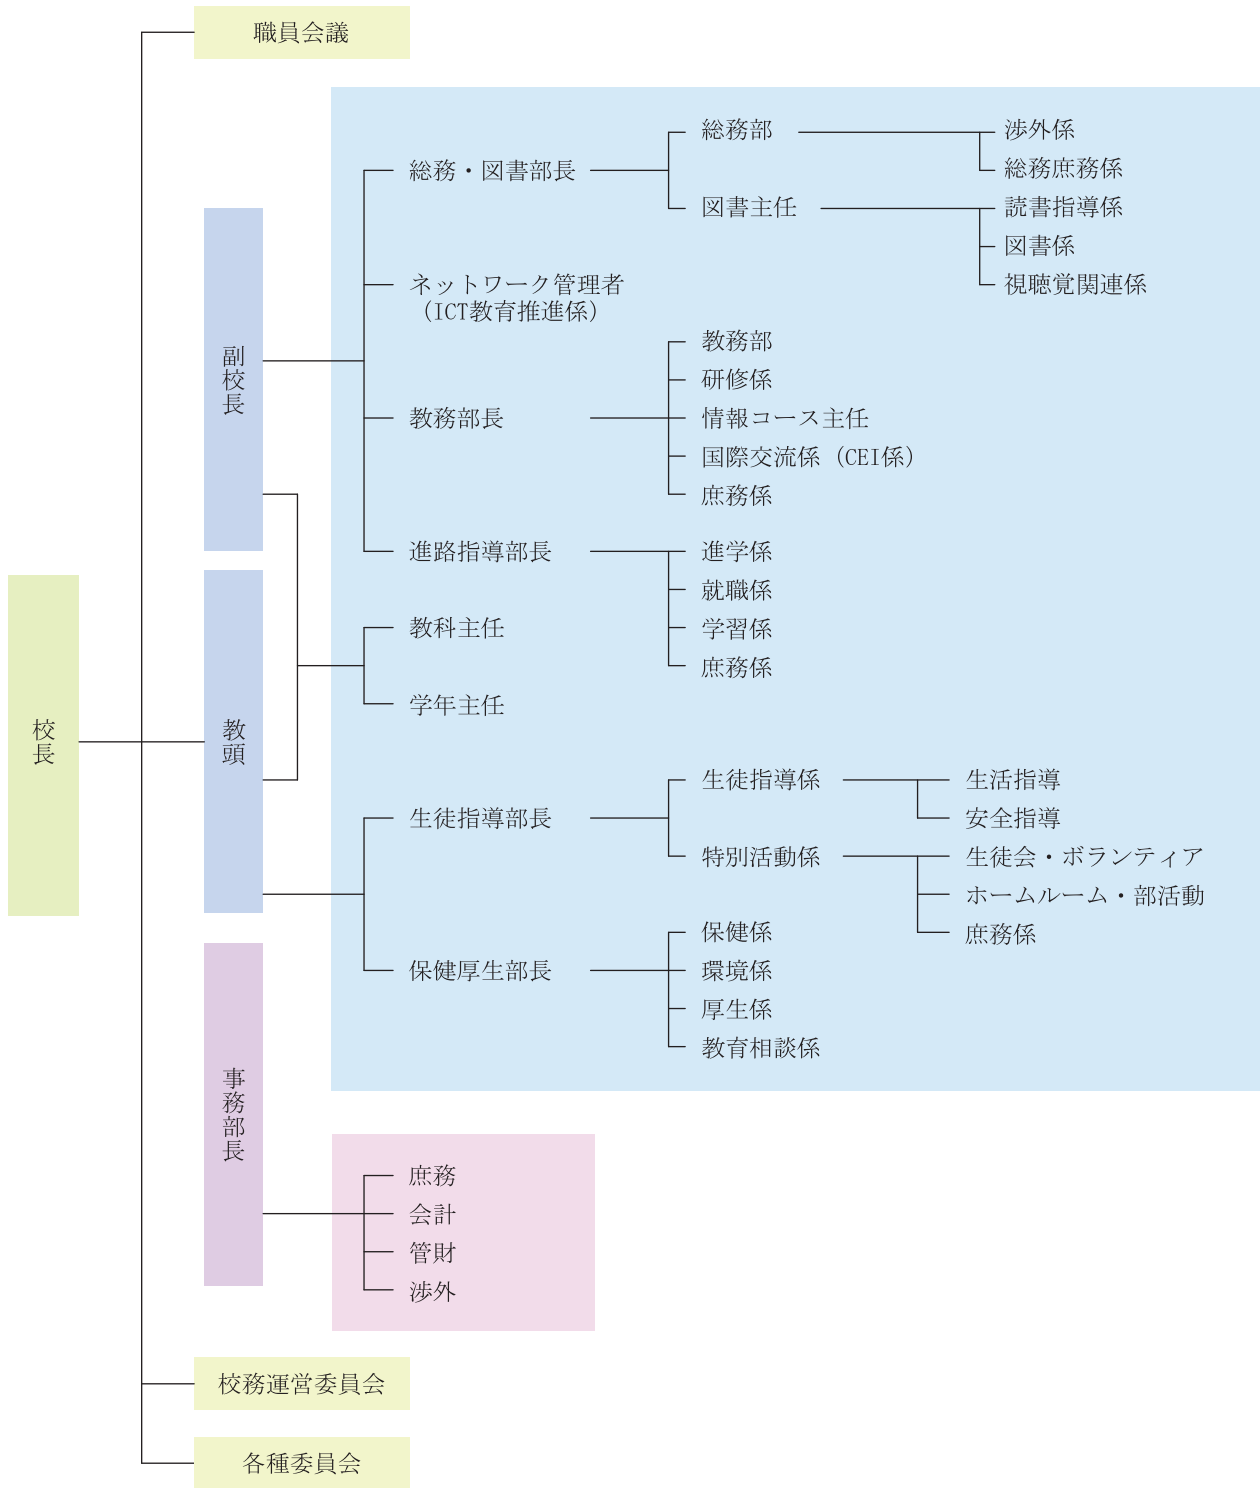 職員会議
総務部
渉外係
総務・図書部長
総務庶務係
図書主任
読書指導係
図書係
ネットワーク管理者
視聴覚関連係
（ICT教育推進係）
副校長
教務部
研修係
教務部長
情報コース主任
国際交流係（CEI係）
庶務係
進路指導部長
進学係
就職係
教科主任
学習係
庶務係
学年主任
校長
教頭
生徒指導係
生活指導
生徒指導部長
安全指導
特別活動係
生徒会・ボランティア
ホームルーム・部活動
保健係
庶務係
保健厚生部長
環境係
厚生係
教育相談係
事務部長
庶務
会計
管財
渉外
校務運営委員会
各種委員会